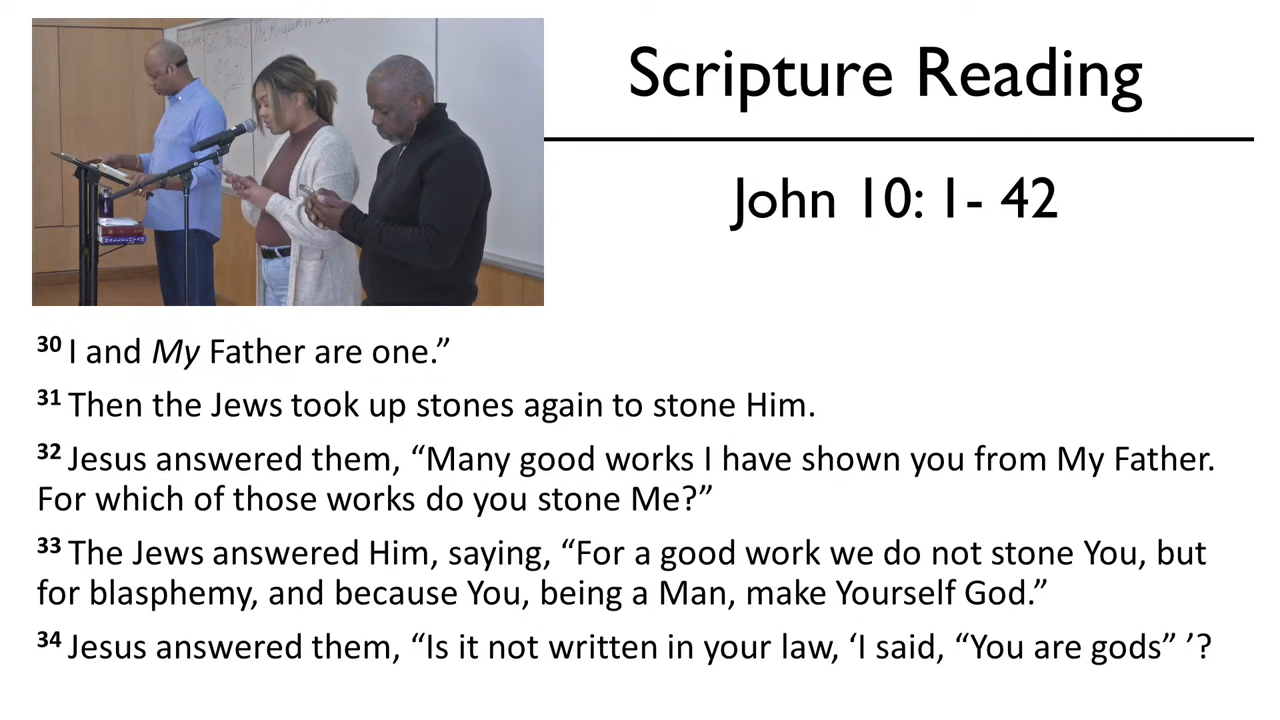 The Kingdom of
Scripture Reading
John 10: 1- 42
30 I and My Father are one.”
31 Then the Jews took up stones again to stone Him.
32 Jesus answered them, “Many good works I have shown you from My Father.
For which of those works do you stone Me?”
33 The Jews answered Him, saying, “For a good work we do not stone You, but
for blasphemy, and because You, being a Man, make Yourself God.”
34 Jesus answered them, “Is it not written in your law, ‘I said, “You are gods” ’?